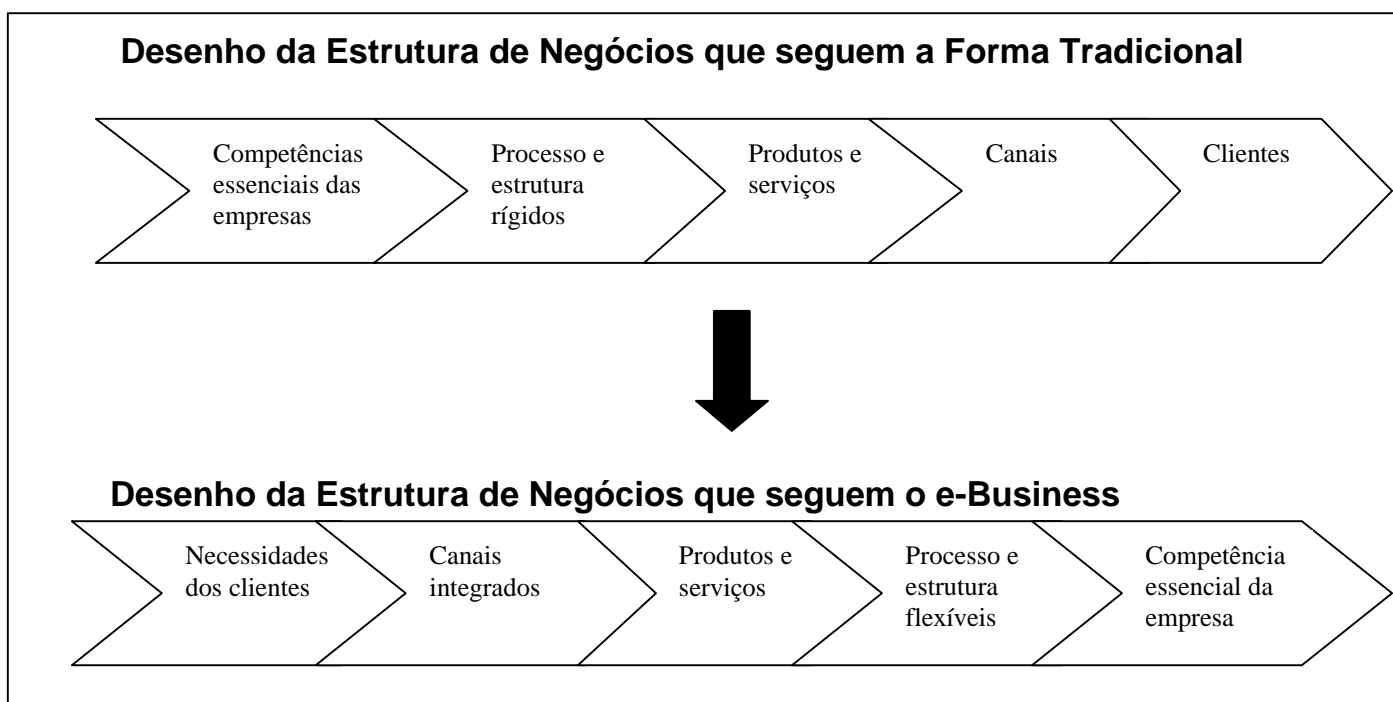 Desenho da Estrutura de Negócios que seguem a Forma Tradicional
Competências
essenciais das
empresas
Processo e
estrutura
rígidos
Produtos e
serviços
Canais
Clientes
Desenho da Estrutura de Negócios que seguem o e-Business
Necessidades
dos clientes
Canais
integrados
Produtos e
serviços
Processo e
estrutura
flexíveis
Competência
essencial da
empresa